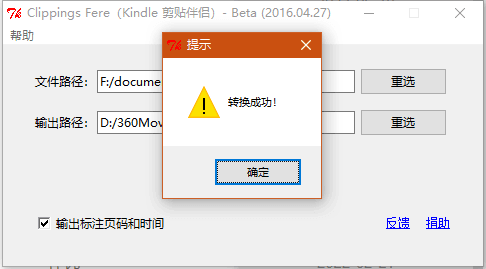 Clippings Fere（Kindle 剪贴伴侣）- Beta (2016.04.27)
帮助
提示
文件路径： F:/docume 重选
转换成功！
输出路径： D:/360Mov 重选
确定
输出标注页码和时间 反馈 捐助